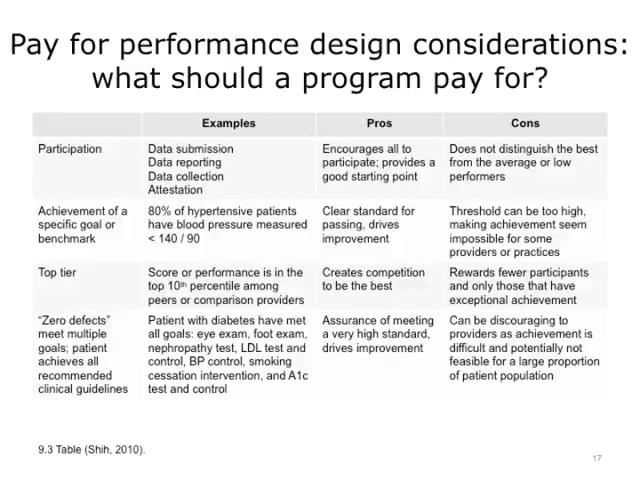 Pay for performance design considerations:
what should a program pay for?
Examples Pros Cons
Participation
Data submission
Data reporting
Data collection
Attestation
Encourages all to
participate; provides a
good starting point
Does not distinguish the best
from the average or low
performers
Achievement of a
specific goal or
benchmark
80% of hypertensive patients
have blood pressure measured
< 140 / 90
Clear standard for
passing, drives
improvement
Threshold can be too high,
making achievement seem
impossible for some
providers or practices
Top tier
Score or performance is in the
top 10th percentile among
peers or comparison providers
Creates competition
to be the best
Rewards fewer participants
and only those that have
exceptional achievement
“Zero defects”
meet multiple
goals; patient
achieves all
recommended
clinical guidelines
Patient with diabetes have met
all goals: eye exam, foot exam,
nephropathy test, LDL test and
control, BP control, smoking
cessation intervention, and A1c
test and control
Assurance of meeting
a very high standard,
drives improvement
Can be discouraging to
providers as achievement is
difficult and potentially not
feasible for a large proportion
of patient population
9.3 Table (Shih, 2010).
17